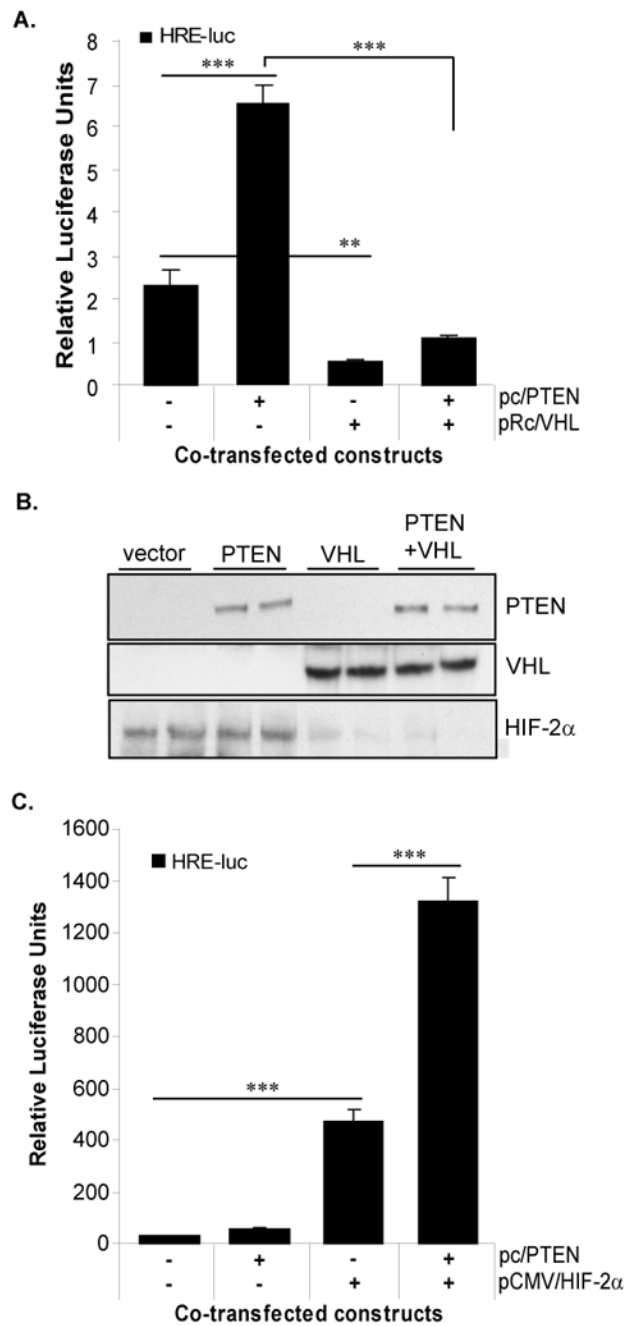 A.
HRE-luc
***
***
**
Relative Luciferase Units
8
7
6
5
4
3
2
1
0
- + - + pc/PTEN
- - + + pRc/VHL
Co-transfected constructs
B.
vector PTEN VHL PTEN
+VHL
PTEN
VHL
HIF-2α
C.
HRE-luc
***
***
Relative Luciferase Units
1600
1400
1200
1000
800
600
400
200
0
- + - + pc/PTEN
- - + + pCMV/HIF-2α
Co-transfected constructs